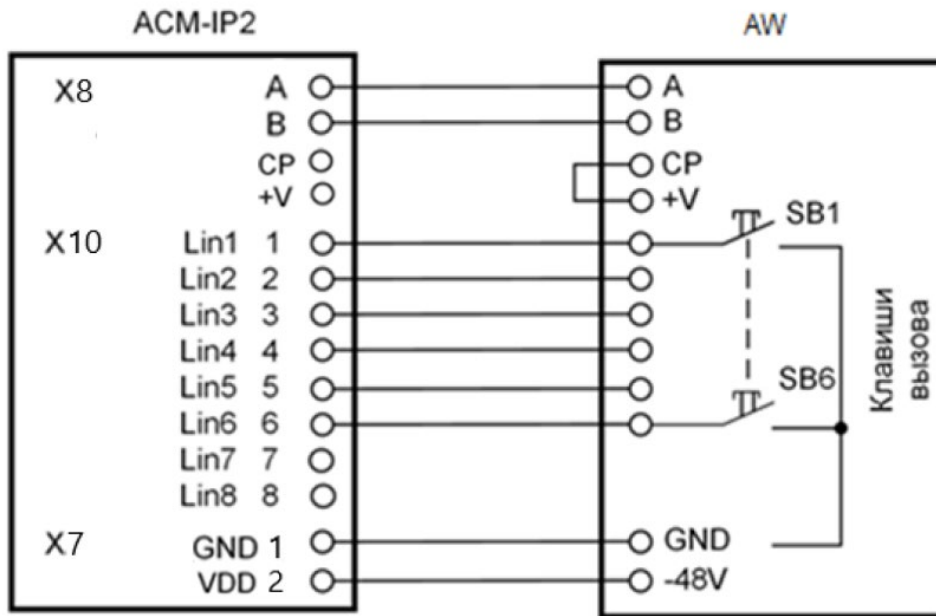 ACM-IP2
AW
X8
A
A
B
B
CP
CP
+V
+V
SB1
X10
Lin1 1
Lin2 2
Lin3 3
Lin4 4
Lin5 5
SB6
Lin6 6
Lin7 7
Lin8 8
Клавиши
вызова
X7
GND 1
GND
VDD 2
-48V